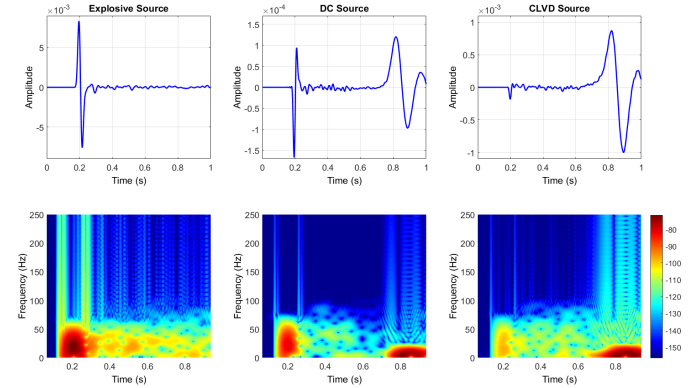 Explosive Source
×10⁻³
5
0
-5
Amplitude
0 0.2 0.4 0.6 0.8 1
Time (s)
DC Source
×10⁻⁴
1.5
1
0.5
0
-0.5
-1
-1.5
Amplitude
0 0.2 0.4 0.6 0.8 1
Time (s)
CLVD Source
×10⁻³
1
0.5
0
-0.5
-1
Amplitude
0 0.2 0.4 0.6 0.8 1
Time (s)
250
200
150
100
50
0
Frequency (Hz)
0.2 0.4 0.6 0.8
Time (s)
250
200
150
100
50
0
Frequency (Hz)
0.2 0.4 0.6 0.8
Time (s)
250
200
150
100
50
0
Frequency (Hz)
0.2 0.4 0.6 0.8
Time (s)
-80
-90
-100
-110
-120
-130
-140
-150